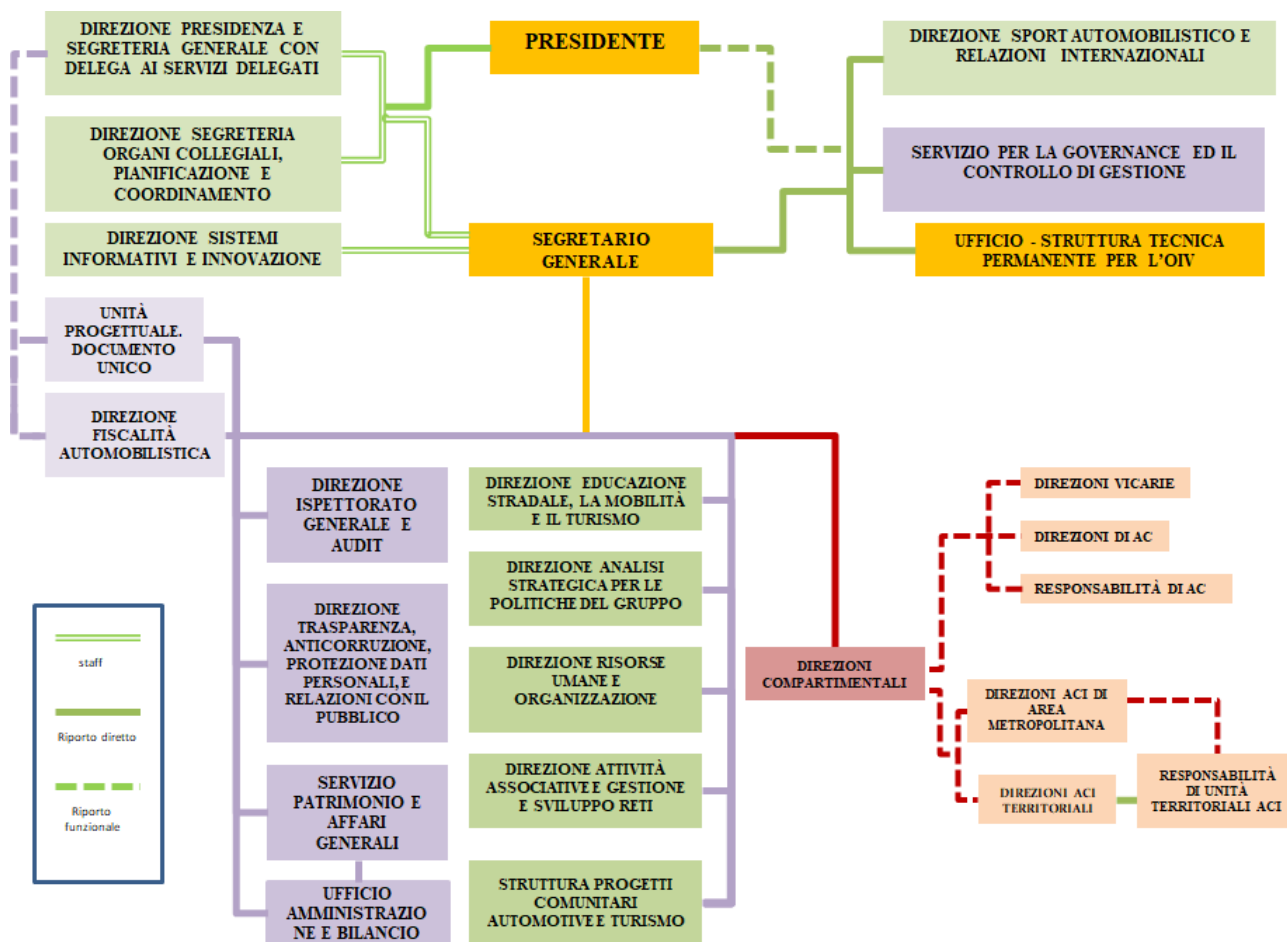 DIREZIONE PRESIDENZA E
SEGRETERIA GENERALE CON
DELEGA AI SERVIZI DELEGATI
PRESIDENTE
DIREZIONE SPORT AUTOMOBILISTICO E
RELAZIONI INTERNAZIONALI
DIREZIONE SEGRETERIA
ORGANI COLLEGIALI,
PIANIFICAZIONE E
COORDINAMENTO
SERVIZIO PER LA GOVERNANCE ED IL
CONTROLLO DI GESTIONE
DIREZIONE SISTEMI
INFORMATIVI E INNOVAZIONE
SEGRETARIO
GENERALE
UFFICIO - STRUTTURA TECNICA
PERMANENTE PER L'OIV
UNITÀ
PROGETTUALE.
DOCUMENTO
UNICO
DIREZIONE
FISCALITÀ
AUTOMOBILISTICA
DIREZIONE
ISPETTORATO
GENERALE E
AUDIT
DIREZIONE EDUCAZIONE
STRADALE, LA MOBILITÀ
E IL TURISMO
DIREZIONI VICARIE
DIREZIONI DI AC
RESPONSABILITÀ DI AC
DIREZIONE ANALISI
STRATEGICA PER LE
POLITICHE DEL GRUPPO
DIREZIONE
TRASPARENZA,
ANTICORRUZIONE,
PROTEZIONE DATI
PERSONALI, E
RELAZIONI CON IL
PUBBLICO
DIREZIONE RISORSE
UMANE E
ORGANIZZAZIONE
DIREZIONI
COMPARTIMENTALI
DIREZIONI ACI DI
AREA
METROPOLITANA
staff
Riporto diretto
Riporto
funzionale
SERVIZIO
PATRIMONIO E
AFFARI
GENERALI
DIREZIONE ATTIVITÀ
ASSOCIATIVE E GESTIONE
E SVILUPPO RETI
DIREZIONI ACI
TERRITORIALI
RESPONSABILITÀ
DI UNITÀ
TERRITORIALI ACI
UFFICIO
AMMINISTRAZIO
NE E BILANCIO
STRUTTURA PROGETTI
COMUNITARI
AUTOMOTIVE E TURISMO